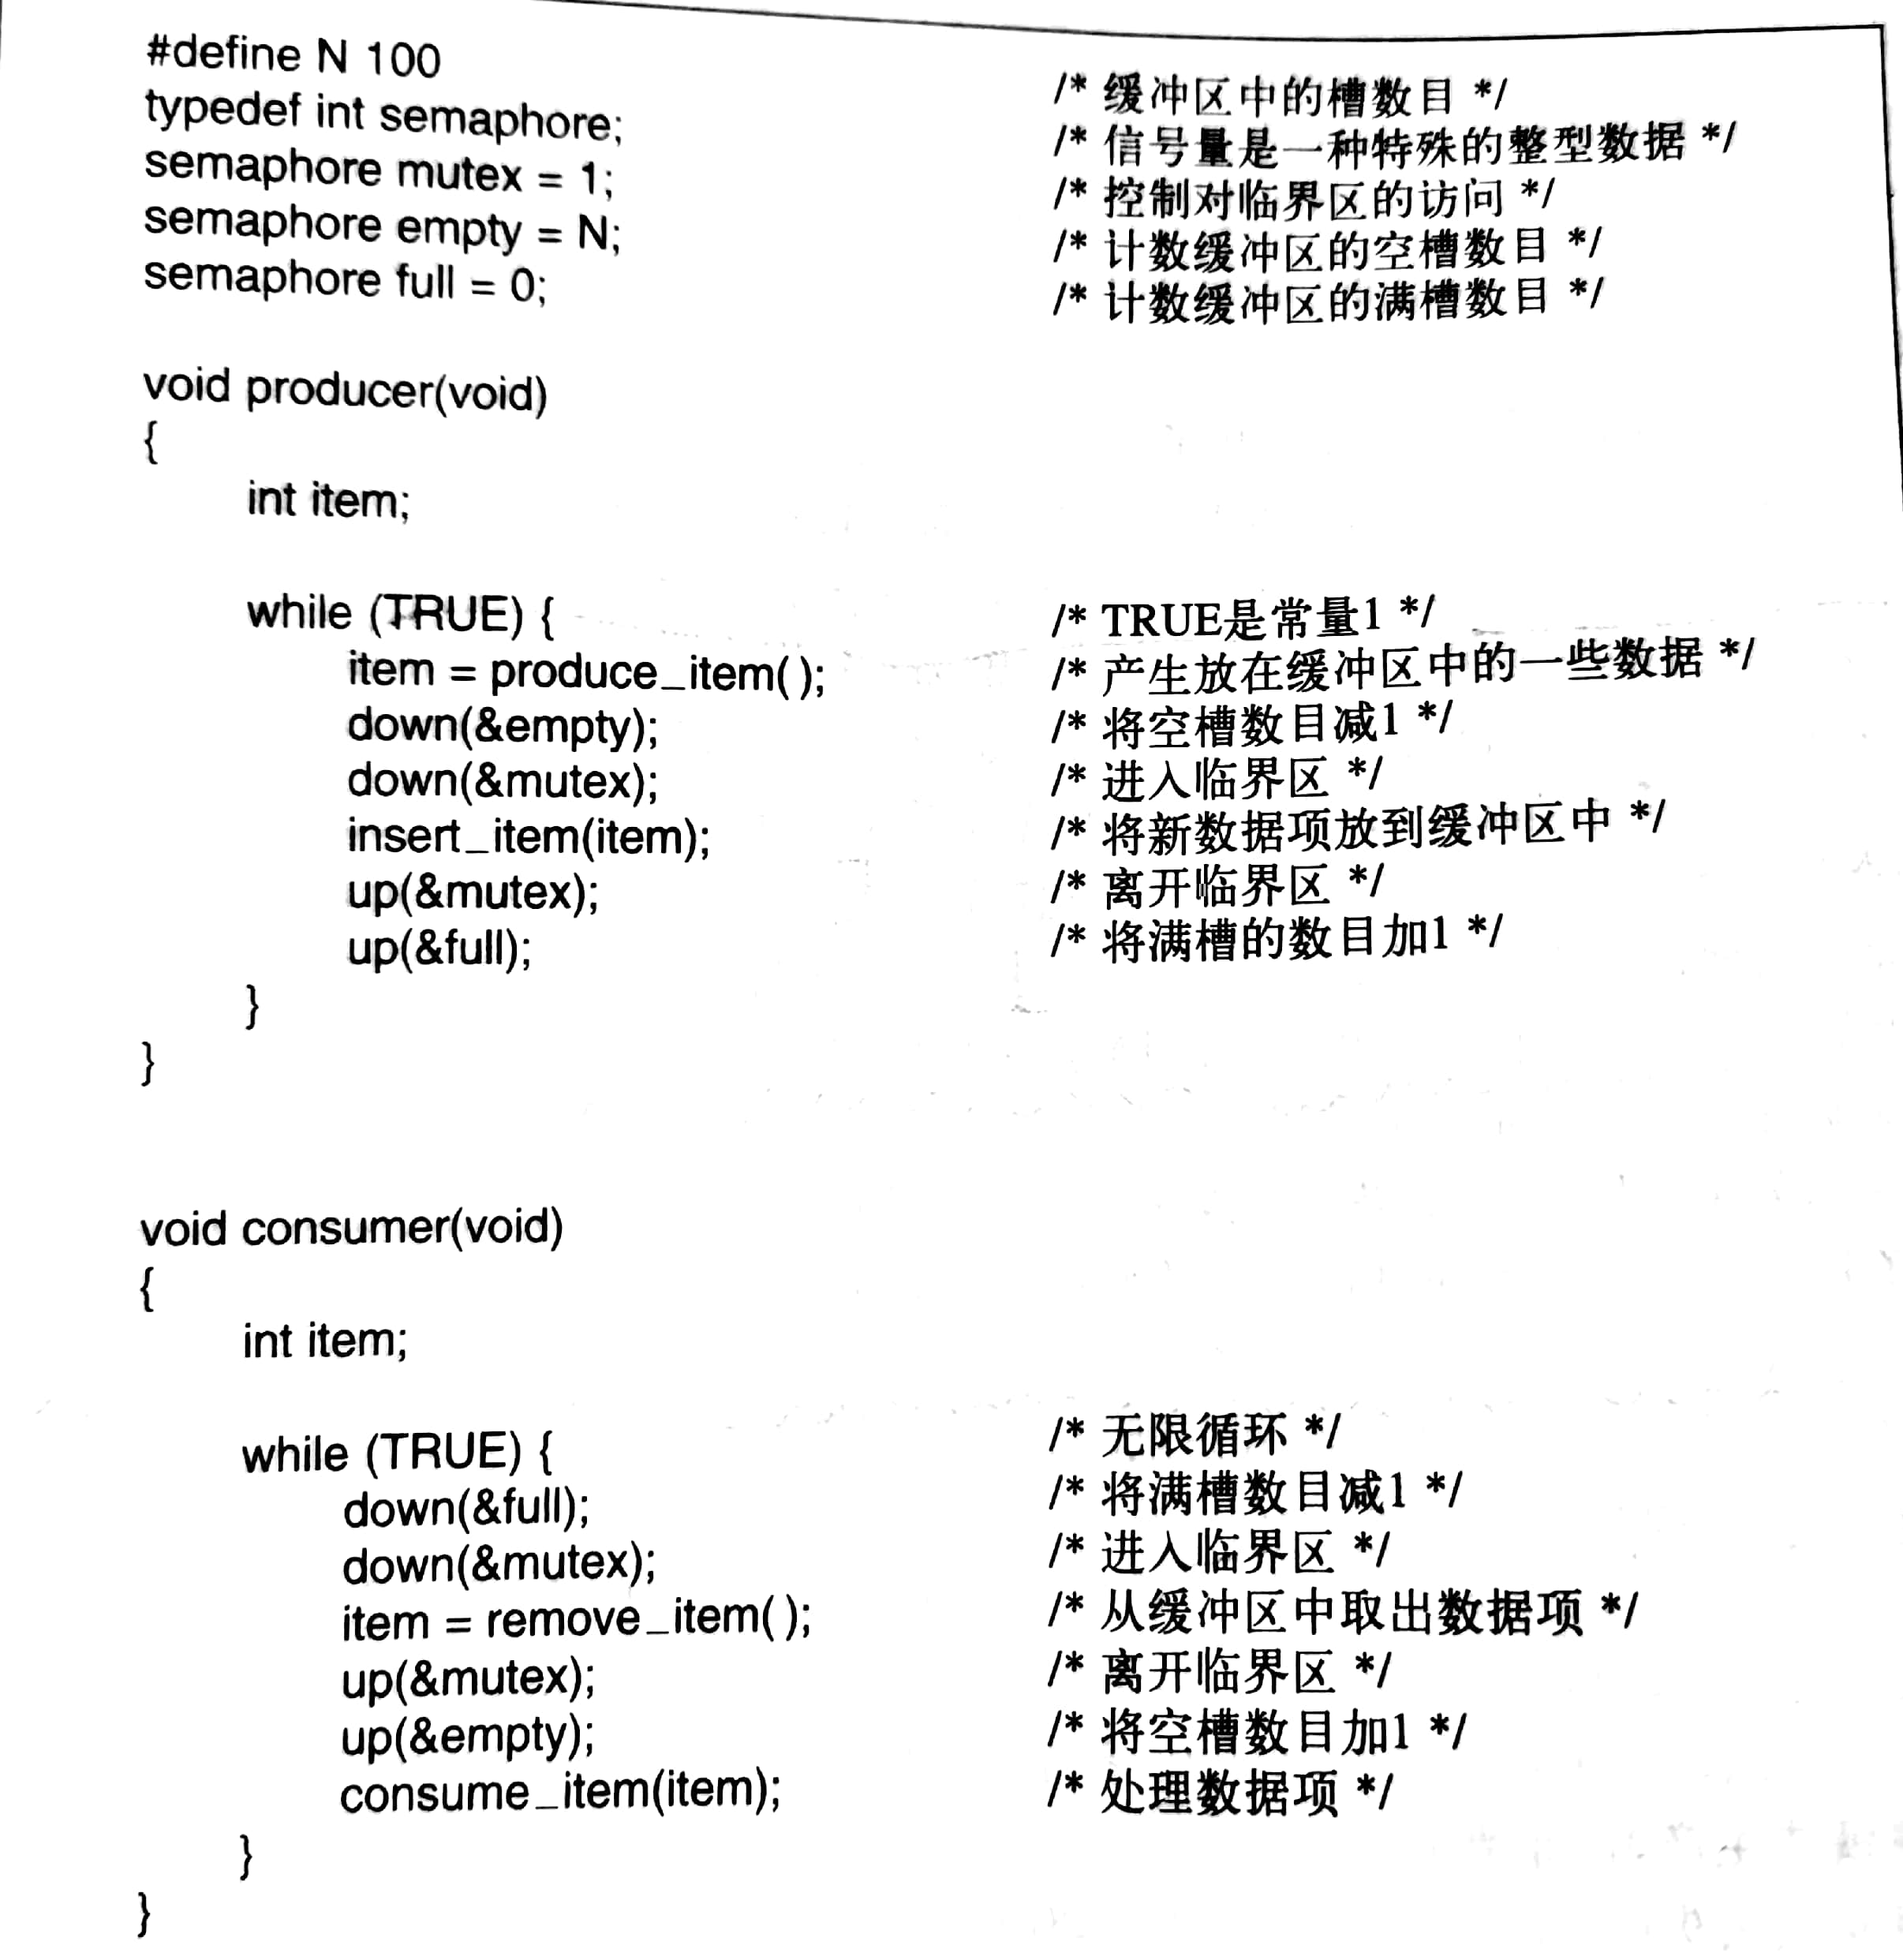 #define N 100 /* 缓冲区中的槽数目 */
typedef int semaphore; /* 信号量是一种特殊的整型数据 */
semaphore mutex = 1; /* 控制对临界区的访问 */
semaphore empty = N; /* 计数缓冲区的空槽数目 */
semaphore full = 0; /* 计数缓冲区的满槽数目 */
void producer(void)
{
int item;
while (TRUE) { /* TRUE是常量1 */
item = produce_item( ); /* 产生放在缓冲区中的一些数据 */
down(&empty); /* 将空槽数目减1 */
down(&mutex); /* 进入临界区 */
insert_item(item); /* 将新数据项放到缓冲区中 */
up(&mutex); /* 离开临界区 */
up(&full); /* 将满槽的数目加1 */
}
}
void consumer(void)
{
int item;
while (TRUE) { /* 无限循环 */
down(&full); /* 将满槽数目减1 */
down(&mutex); /* 进入临界区 */
item = remove_item( ); /* 从缓冲区中取出数据项 */
up(&mutex); /* 离开临界区 */
up(&empty); /* 将空槽数目加1 */
consume_item(item); /* 处理数据项 */
}
}